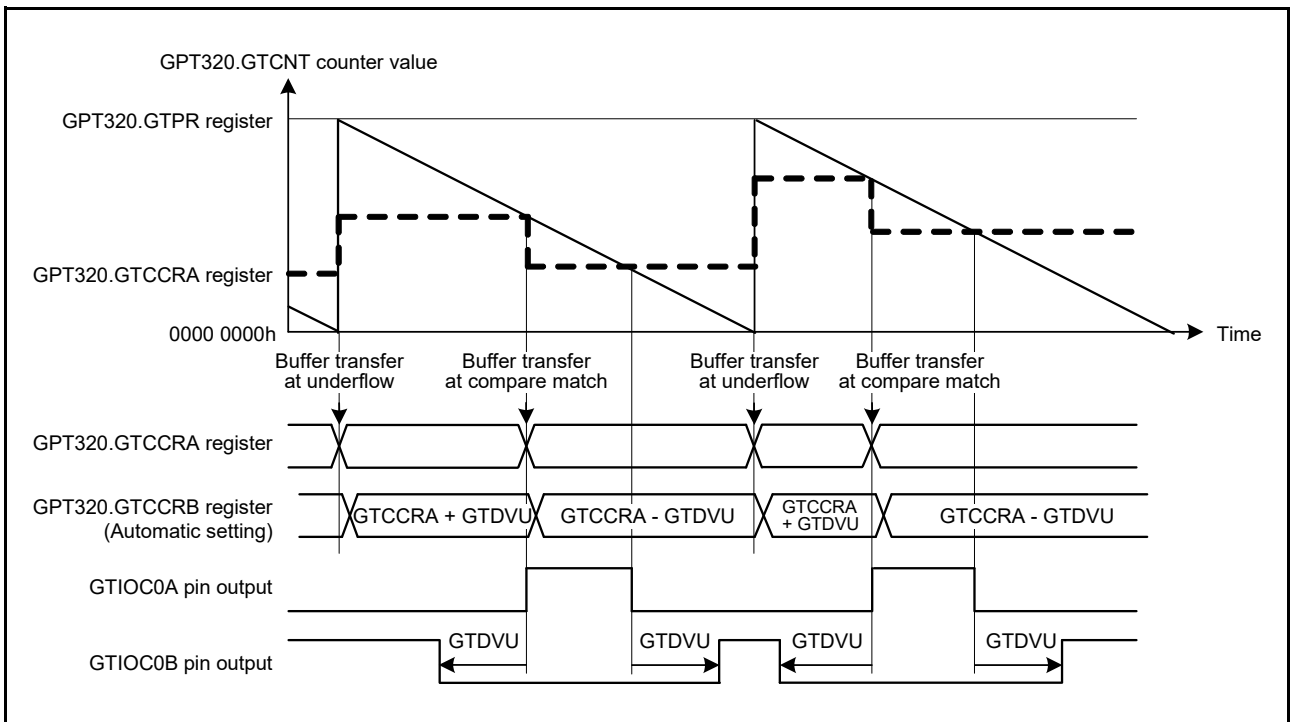 GPT320.GTCNT counter value
GPT320.GTPR register
GPT320.GTCCRA register
0000 0000h
Time
Buffer transfer
at underflow
Buffer transfer
at compare match
Buffer transfer
at underflow
Buffer transfer
at compare match
GPT320.GTCCRA register
GPT320.GTCCRB register
(Automatic setting)
GTCCRA + GTDVU
GTCCRA - GTDVU
GTCCRA
+ GTDVU
GTCCRA - GTDVU
GTIOC0A pin output
GTIOC0B pin output
GTDVU
GTDVU
GTDVU
GTDVU